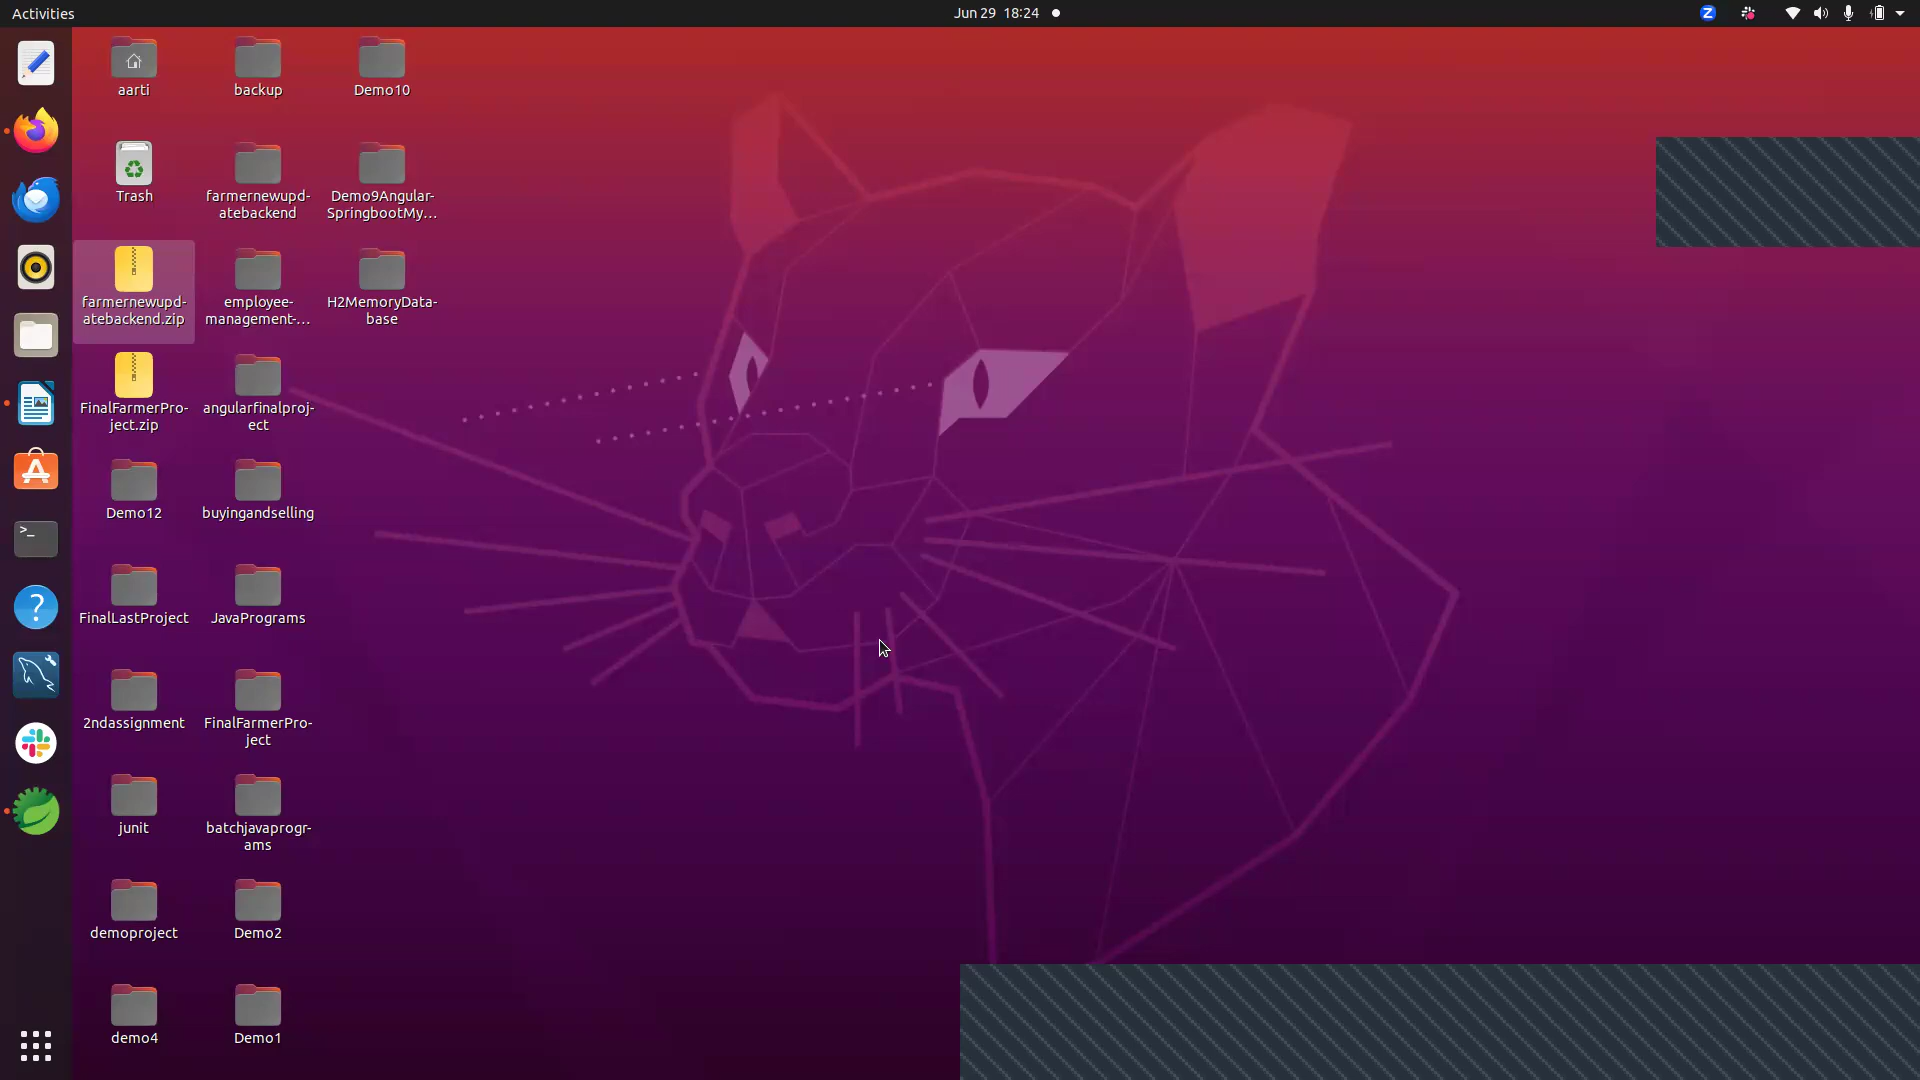 Activities
Jun 29 18:24
aarti
backup
Demo10
Trash
farmernewupd-
atebackend
Demo9Angular-
SpringbootMy...
farmernewupd-
atebackend.zip
employee-
management-...
H2MemoryData-
base
FinalFarmerPro-
ject.zip
angularfinalproj-
ect
Demo12
buyingandselling
FinalLastProject
JavaPrograms
2ndassignment
FinalFarmerPro-
ject
junit
batchjavaprogr-
ams
demoproject
Demo2
demo4
Demo1